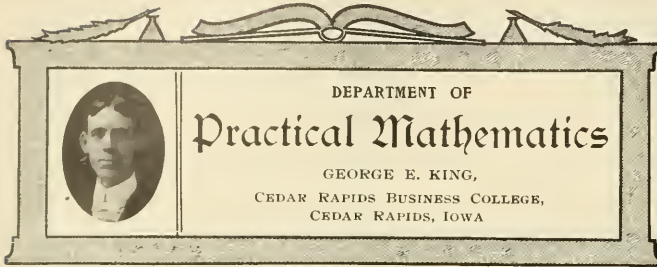 DEPARTMENT OF
Practical Mathematics
GEORGE E. KING,
CEDAR RAPIDS BUSINESS COLLEGE,
CEDAR RAPIDS, IOWA